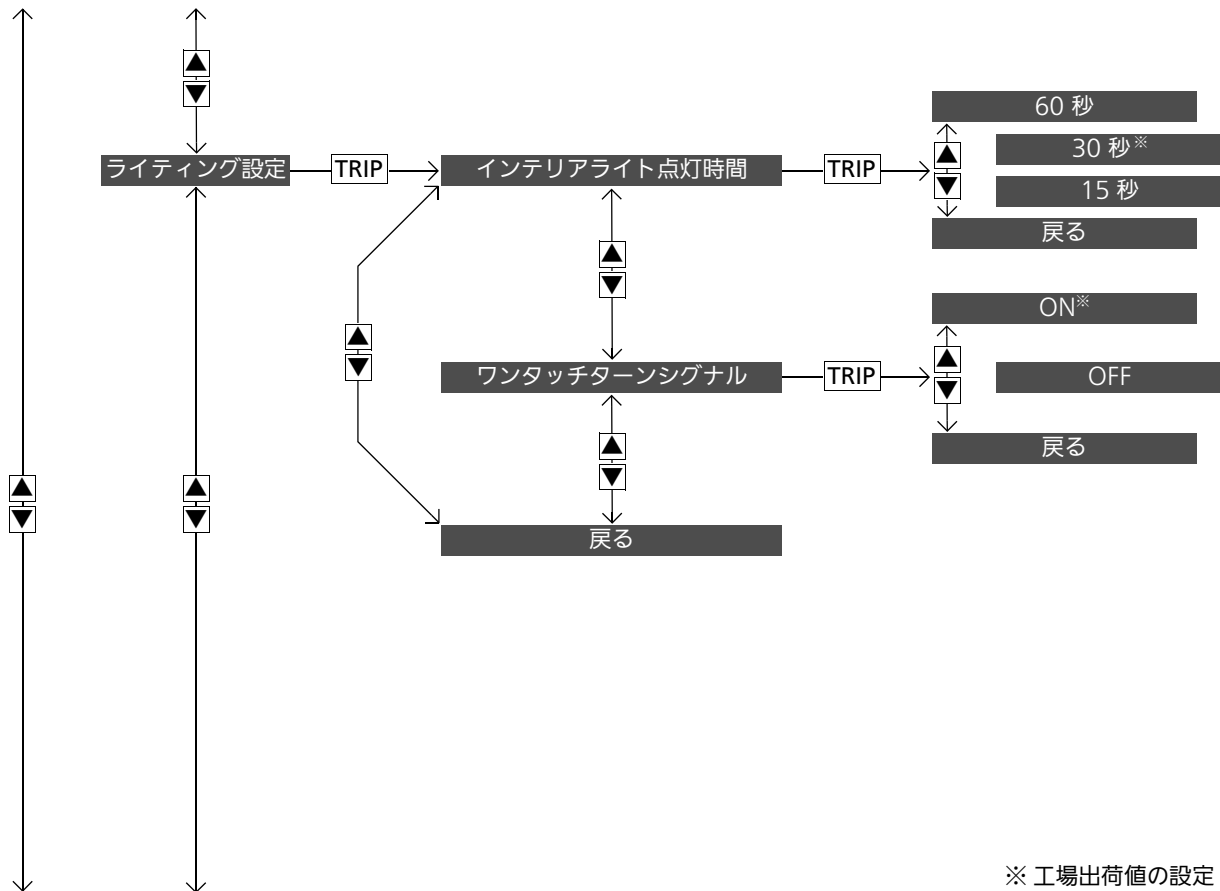 60 秒
ライティング設定 TRIP インテリアライト点灯時間 TRIP 30 秒※
15 秒
戻る
ON※
ワンタッチターンシグナル TRIP OFF
戻る
戻る
※ 工場出荷値の設定